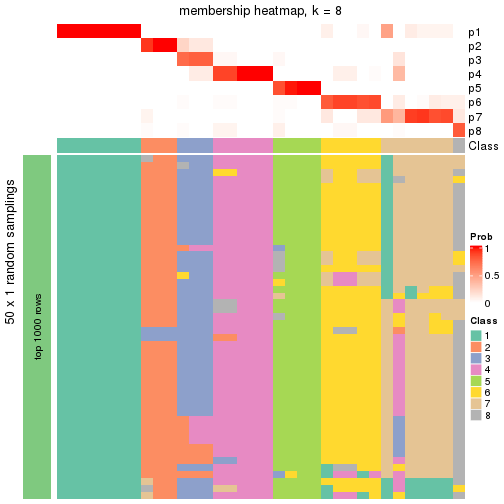 membership heatmap, k = 8
p1
p2
p3
p4
p5
p6
p7
p8
Class
50 x 1 random samplings
top 1000 rows
Prob
1
0.5
0
Class
1
2
3
4
5
6
7
8